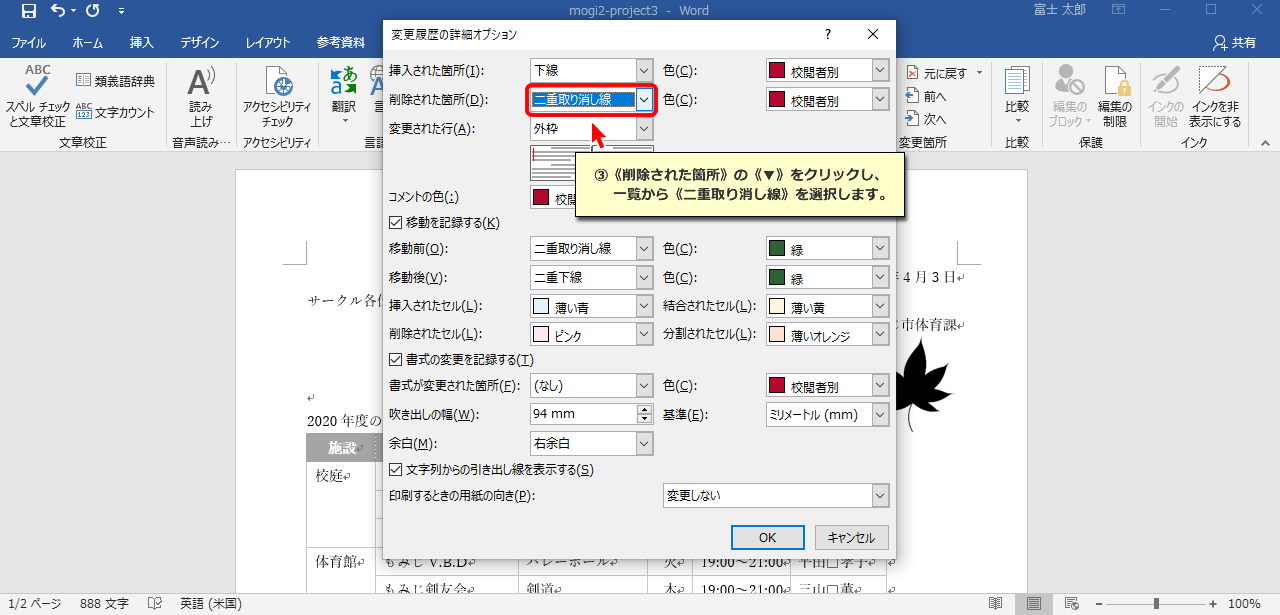 mogi2-project3 - Word
富士 太郎
ファイル ホーム 挿入 デザイン レイアウト 参考資料
共有
ABC
スペル チェック
と文章校正
類義語辞典
ABC
123 文字カウント
文章校正
A
読み
上げ
音声読み…
アクセシビリティ
チェック
アクセシビリティ
あ
aあ
翻訳
元に戻す
前へ
次へ
変更箇所
比較
比較
編集の
ブロック
編集の
制限
保護
インクの
開始
インクを非
表示にする
インク
変更履歴の詳細オプション ?
挿入された箇所(I): 下線 色(C): 校閲者別
削除された箇所(D): 二重取り消し線 色(C): 校閲者別
変更された行(A): 外枠
③《削除された箇所》の《▼》をクリックし、
一覧から《二重取り消し線》を選択します。
コメントの色(:)
移動を記録する(K)
移動前(O): 二重取り消し線 色(C): 緑
移動後(V): 二重下線 色(C): 緑
挿入されたセル(L): 薄い青 結合されたセル(L): 薄い黄
削除されたセル(L): ピンク 分割されたセル(L): 薄いオレンジ
書式の変更を記録する(T)
書式が変更された箇所(F): (なし) 色(C): 校閲者別
吹き出しの幅(W): 94 mm 基準(E): ミリメートル (mm)
余白(M): 右余白
文字列からの引き出し線を表示する(S)
印刷するときの用紙の向き(P): 変更しない
OK キャンセル
4 月 3 日
サークル各
市体育課
2020 年度の
施設
校庭
体育館 もみじ V.B.D バレーボール 火 19:00～21:00 平田□孝子
もみじ剣友会 剣道 木 19:00～21:00 三山□薫
1/2 ページ 888 文字 英語 (米国)
100%